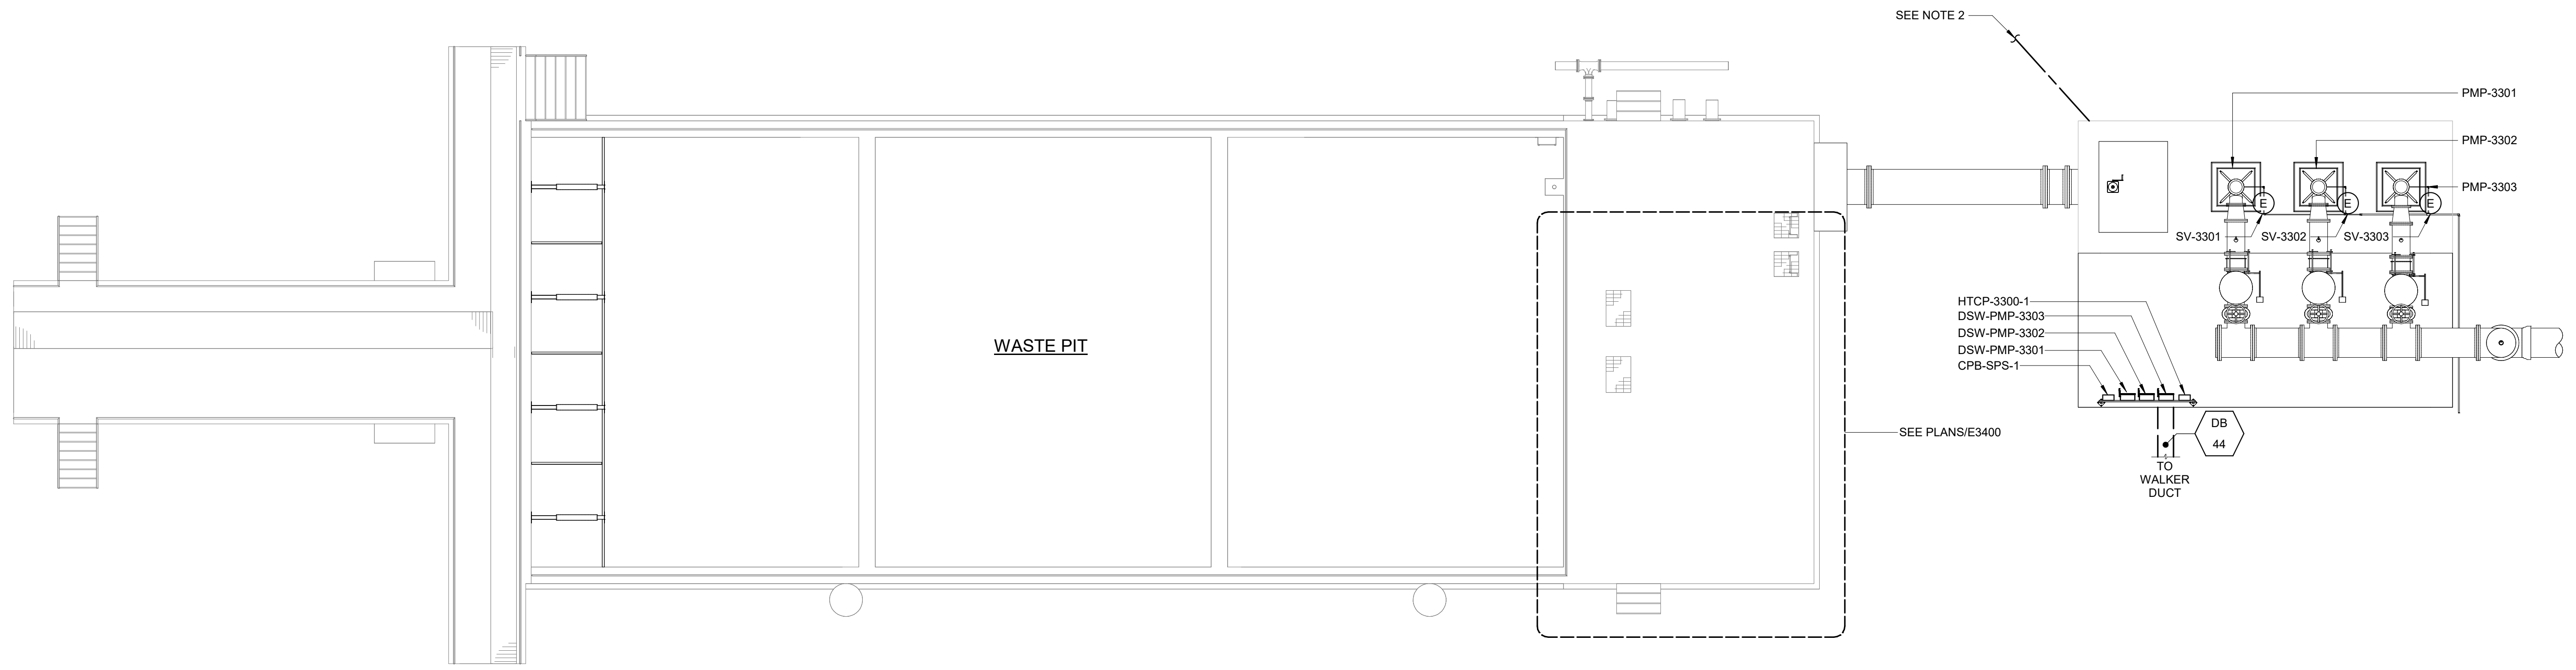 SEE NOTE 2
PMP-3301
PMP-3302
PMP-3303
E
E
E
SV-3301
SV-3302
SV-3303
HTCP-3300-1
DSW-PMP-3303
DSW-PMP-3302
DSW-PMP-3301
CPB-SPS-1
WASTE PIT
SEE PLANS/E3400
DB
44
TO
WALKER
DUCT